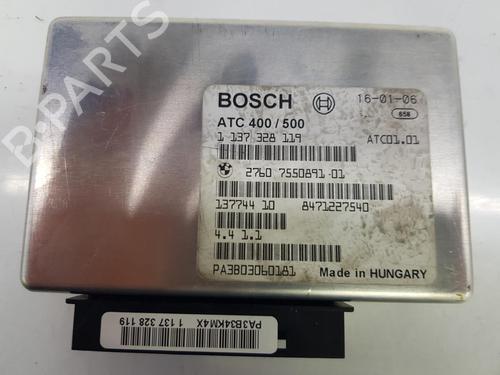 BOSCH
16-01-06
ATC 400 / 500
658
1 137 328 119
ATC01.01
2760 7550891-01
137744 10
8471227540
4.4 1.1
PA3803060181
Made in HUNGARY
PA3B34KM4X 1 137 328 119
B-PARTS